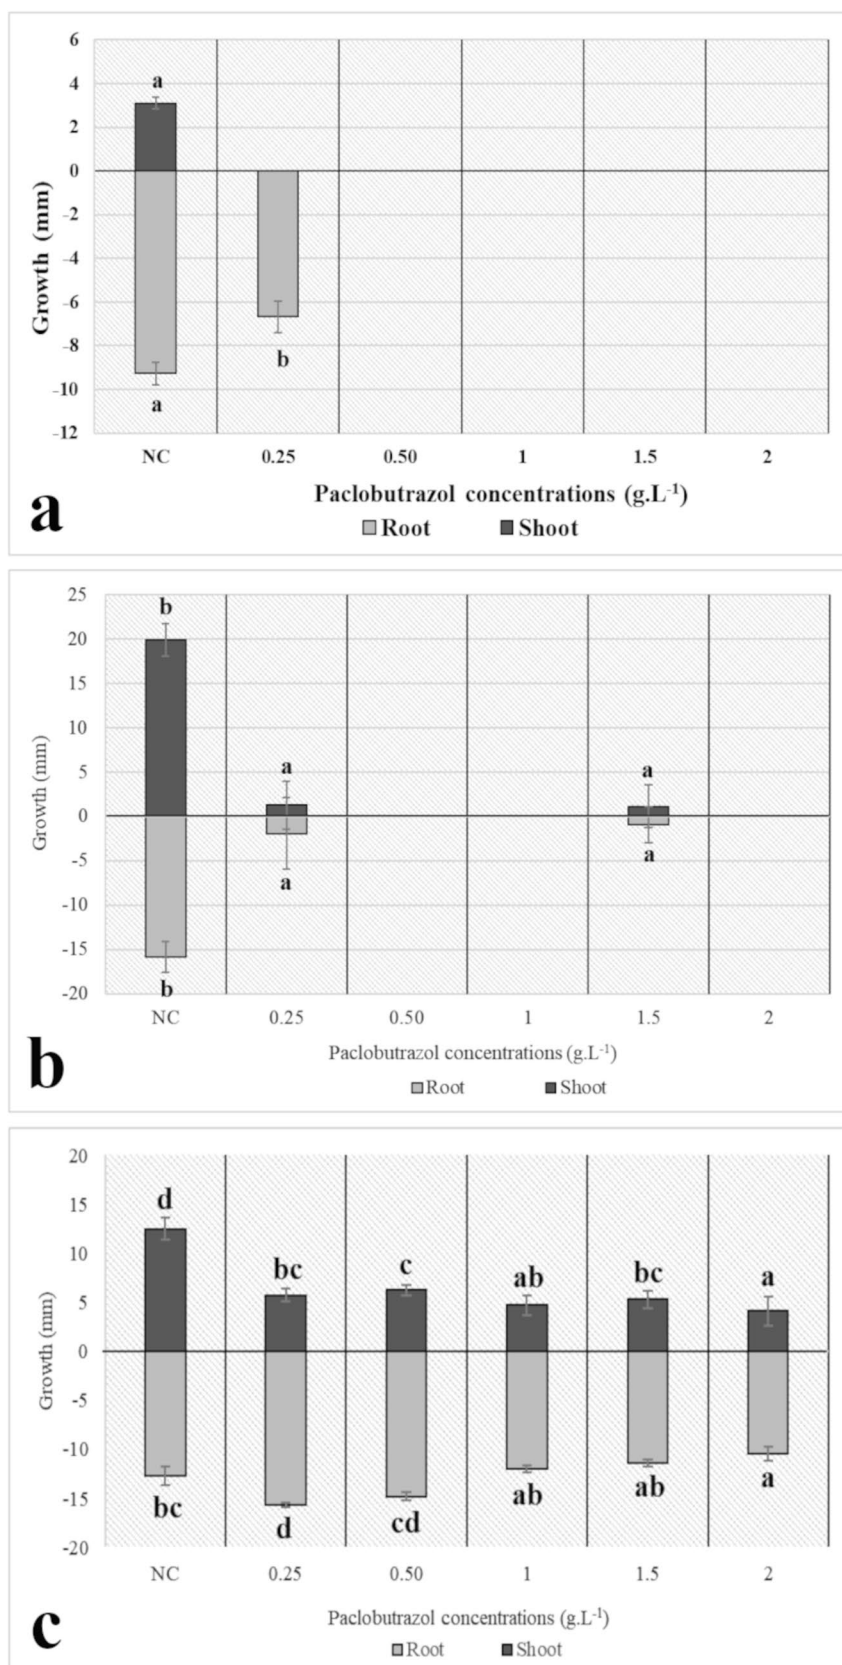 6
a
4
2
0
-2
-4
-6
-8
b
-10
a
-12
Growth (mm)
NC 0.25 0.50 1 1.5 2
Paclobutrazol concentrations (g.L-1)
a
Root Shoot
25
b
20
15
10
5
a a
0
-5
a a
-10
-15
b
-20
Growth (mm)
NC 0.25 0.50 1 1.5 2
Paclobutrazol concentrations (g.L-1)
b
Root Shoot
20
15
d
10
bc c ab bc a
5
0
-5
-10
-15
bc d cd ab ab a
-20
Growth (mm)
NC 0.25 0.50 1 1.5 2
Paclobutrazol concentrations (g.L-1)
c
Root Shoot